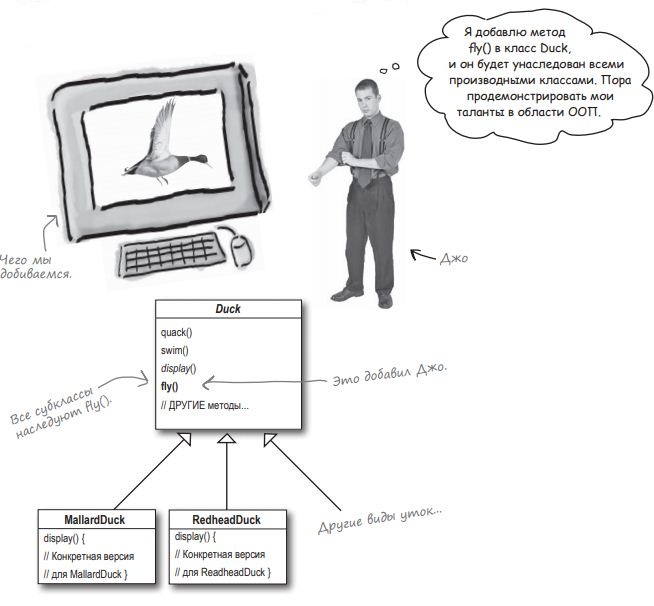 Я добавлю метод
fly() в класс Duck,
и он будет унаследован всеми
производными классами. Пора
продемонстрировать мои
таланты в области ООП.
Чего мы
добиваемся.
Джо
Duck
quack()
swim()
display()
fly()
// ДРУГИЕ методы...
Это добавил Джо.
Все субклассы
наследуют fly().
MallardDuck
display() {
// Конкретная версия
// для MallardDuck }
RedheadDuck
display() {
// Конкретная версия
// для ReadheadDuck }
Другие виды уток...